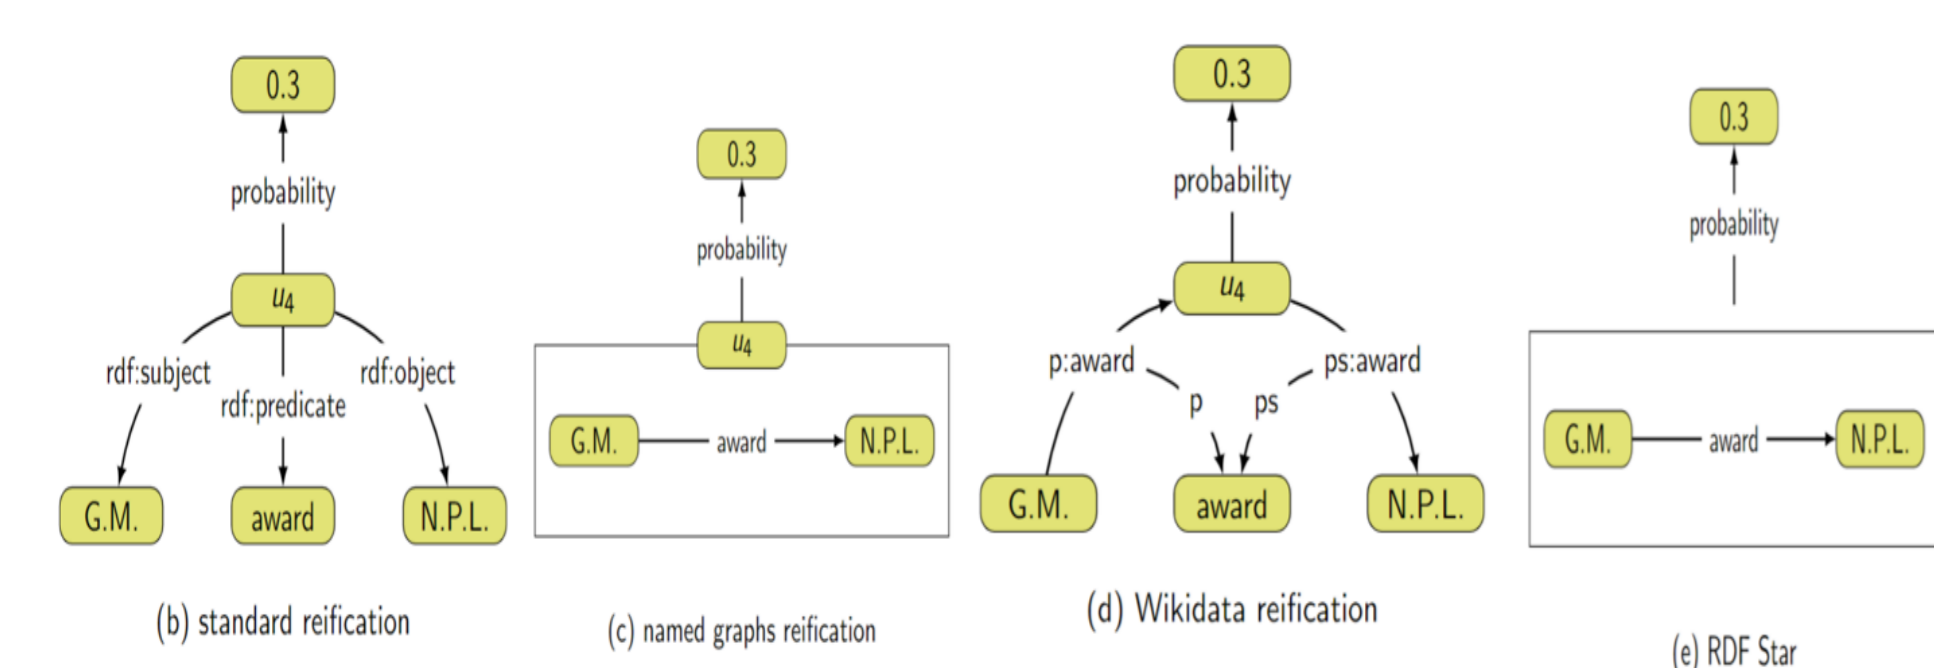 0.3
probability
u4
rdf:subject
rdf:predicate
rdf:object
G.M.
award
N.P.L.
(b) standard reification
0.3
probability
u4
G.M.
award
N.P.L.
(c) named graphs reification
0.3
probability
u4
p:award
ps:award
p
ps
G.M.
award
N.P.L.
(d) Wikidata reification
0.3
probability
G.M.
award
N.P.L.
(e) RDF Star